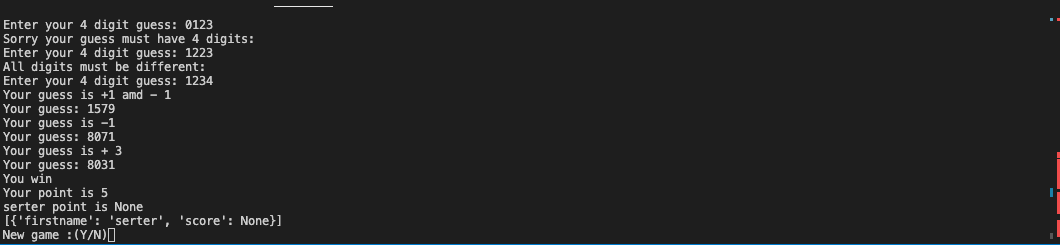 Enter your 4 digit guess: 0123
Sorry your guess must have 4 digits:
Enter your 4 digit guess: 1223
All digits must be different:
Enter your 4 digit guess: 1234
Your guess is +1 amd - 1
Your guess: 1579
Your guess is -1
Your guess: 8071
Your guess is + 3
Your guess: 8031
You win
Your point is 5
serter point is None
[{'firstname': 'serter', 'score': None}]
New game :(Y/N)